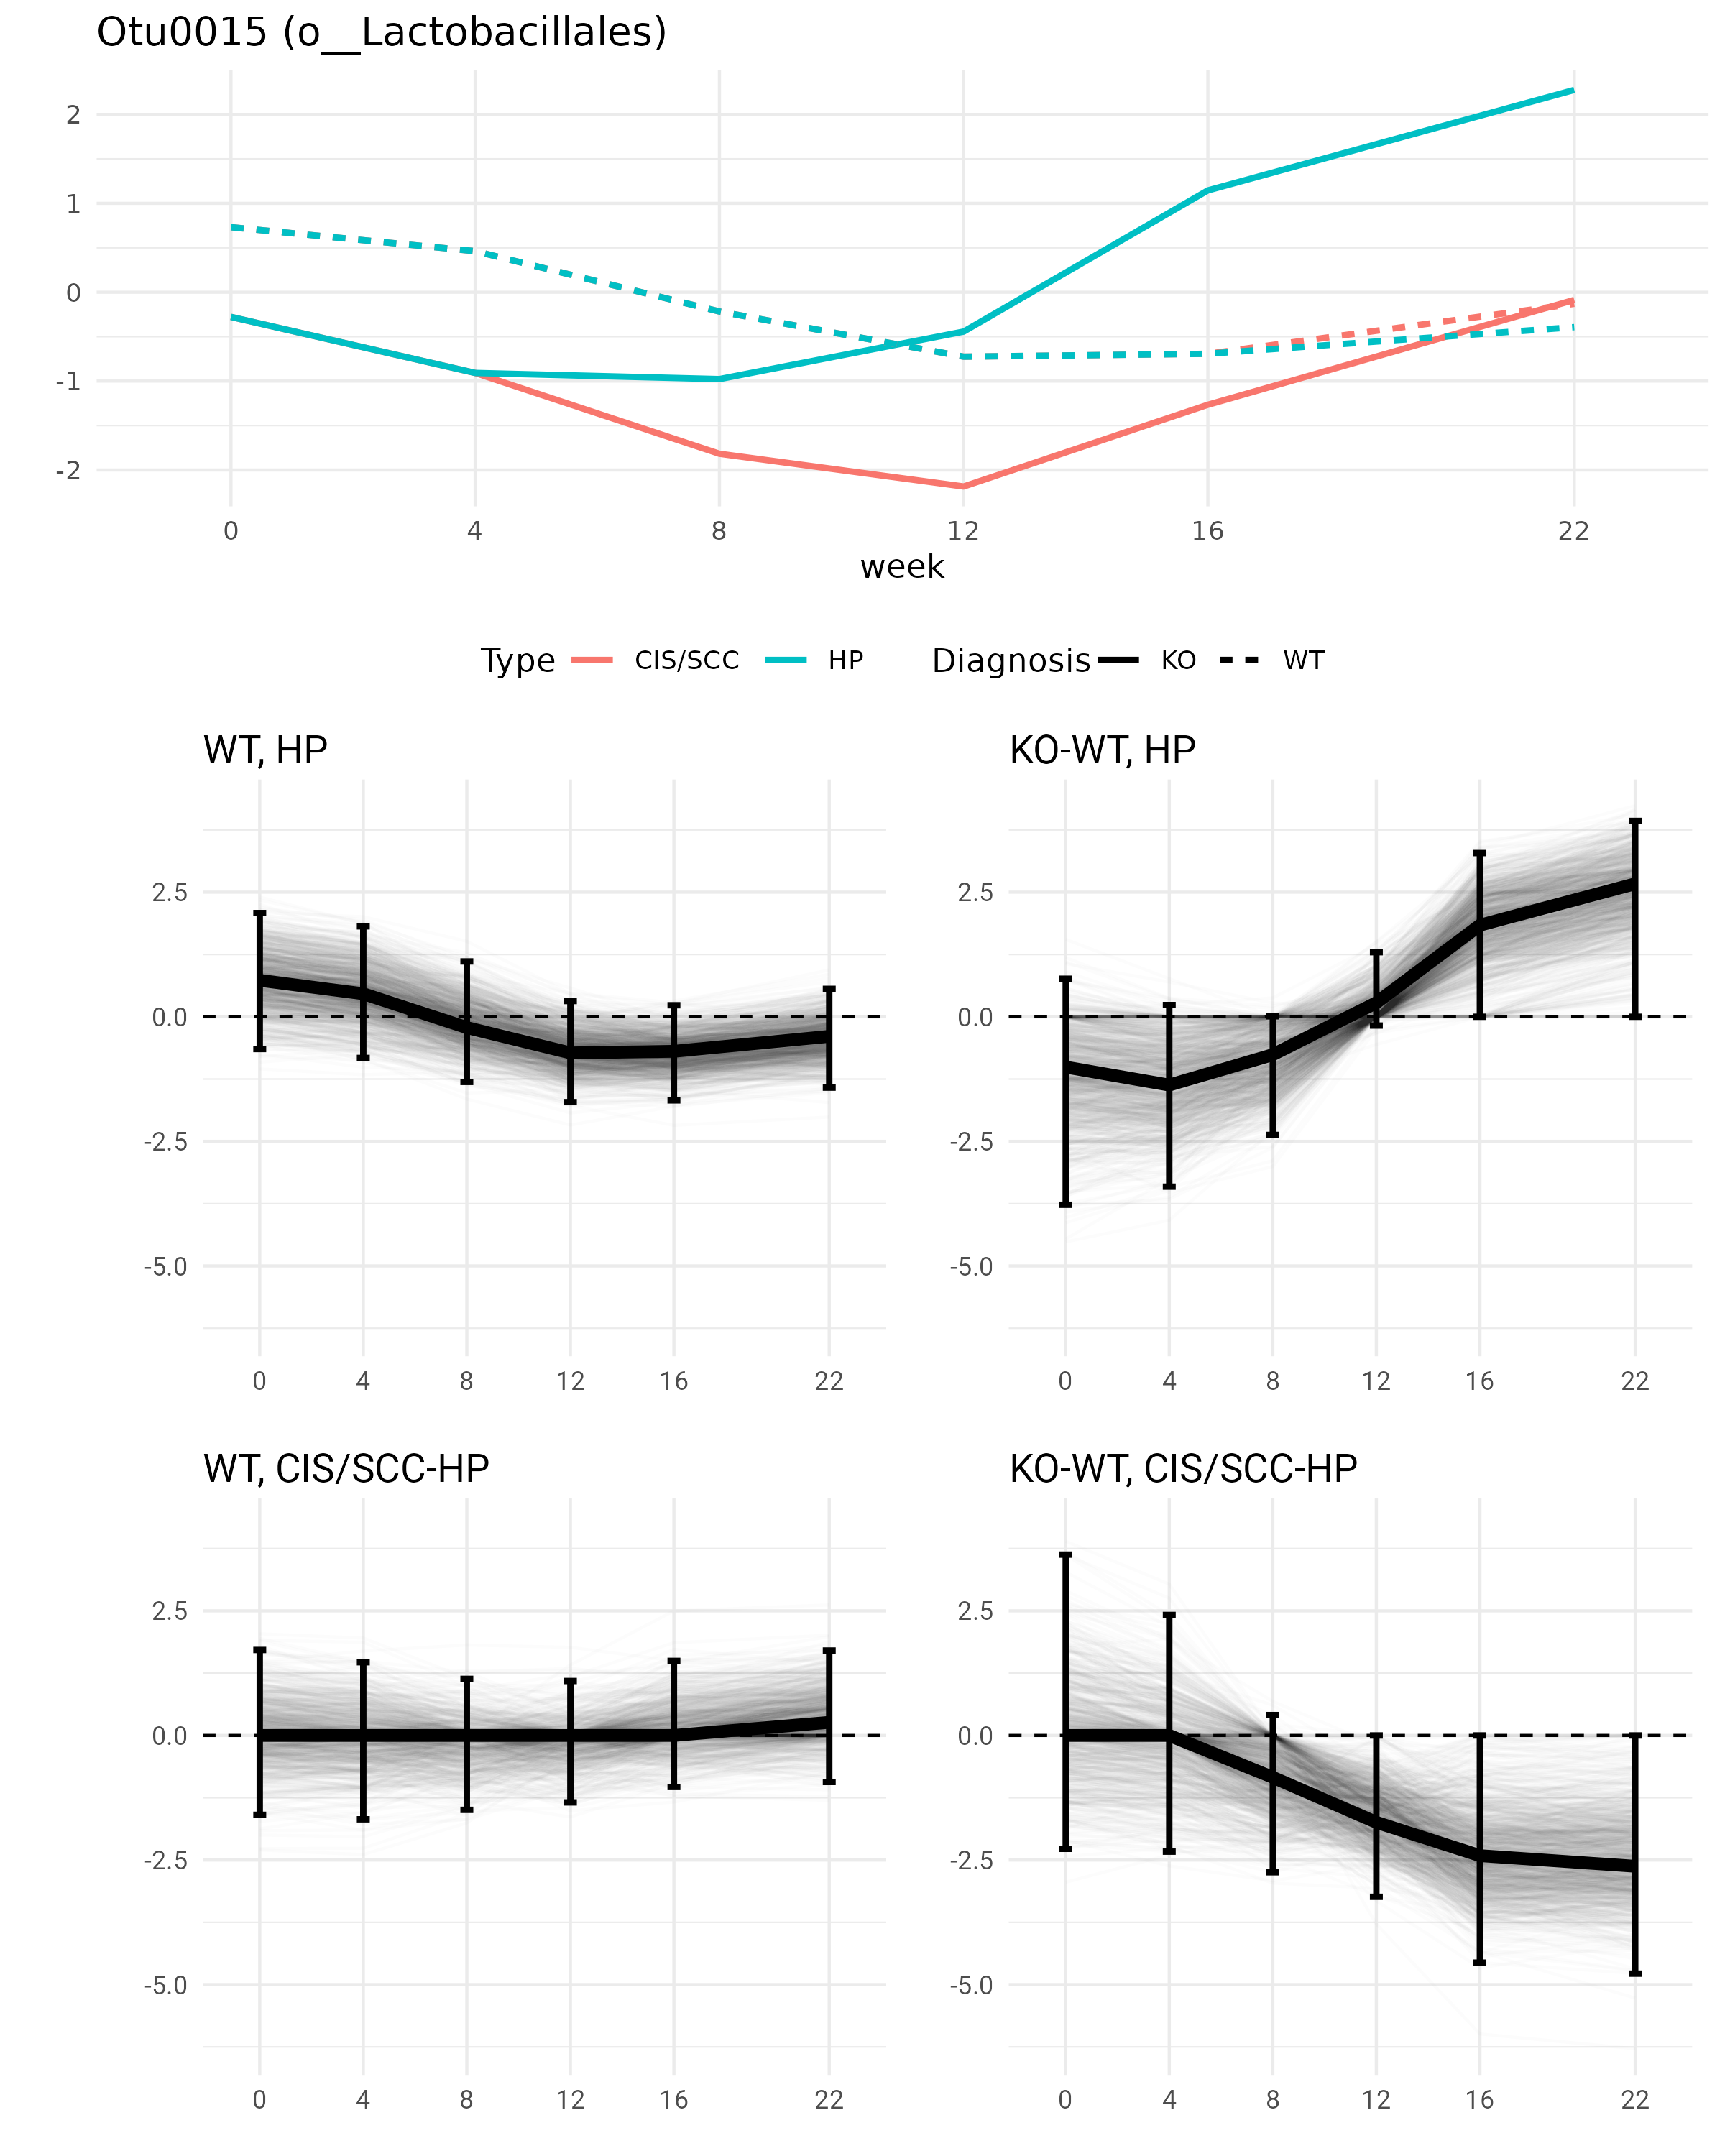 Otu0015 (o__Lactobacillales)
2
1
0
-1
-2
0 4 8 12 16 22
week
Type CIS/SCC HP Diagnosis KO WT
WT, HP
2.5
0.0
-2.5
-5.0
0 4 8 12 16 22
KO-WT, HP
2.5
0.0
-2.5
-5.0
0 4 8 12 16 22
WT, CIS/SCC-HP
2.5
0.0
-2.5
-5.0
0 4 8 12 16 22
KO-WT, CIS/SCC-HP
2.5
0.0
-2.5
-5.0
0 4 8 12 16 22